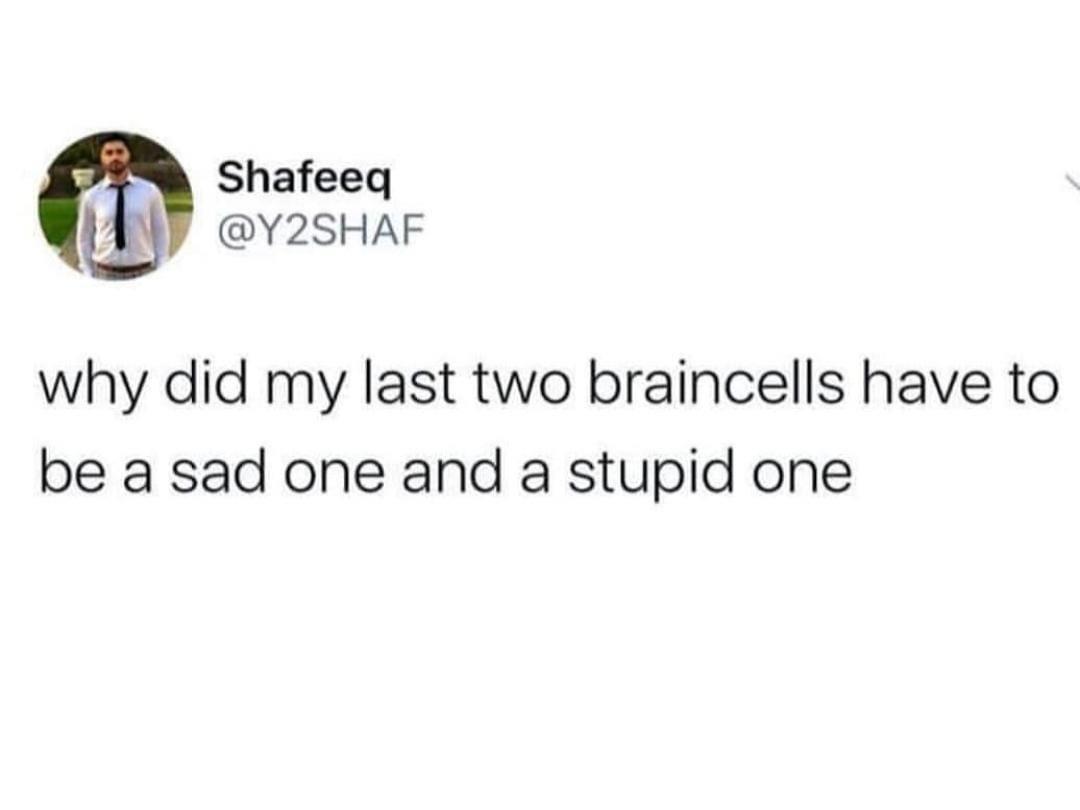 Shafeeq
@Y2SHAF
why did my last two braincells have to
be a sad one and a stupid one